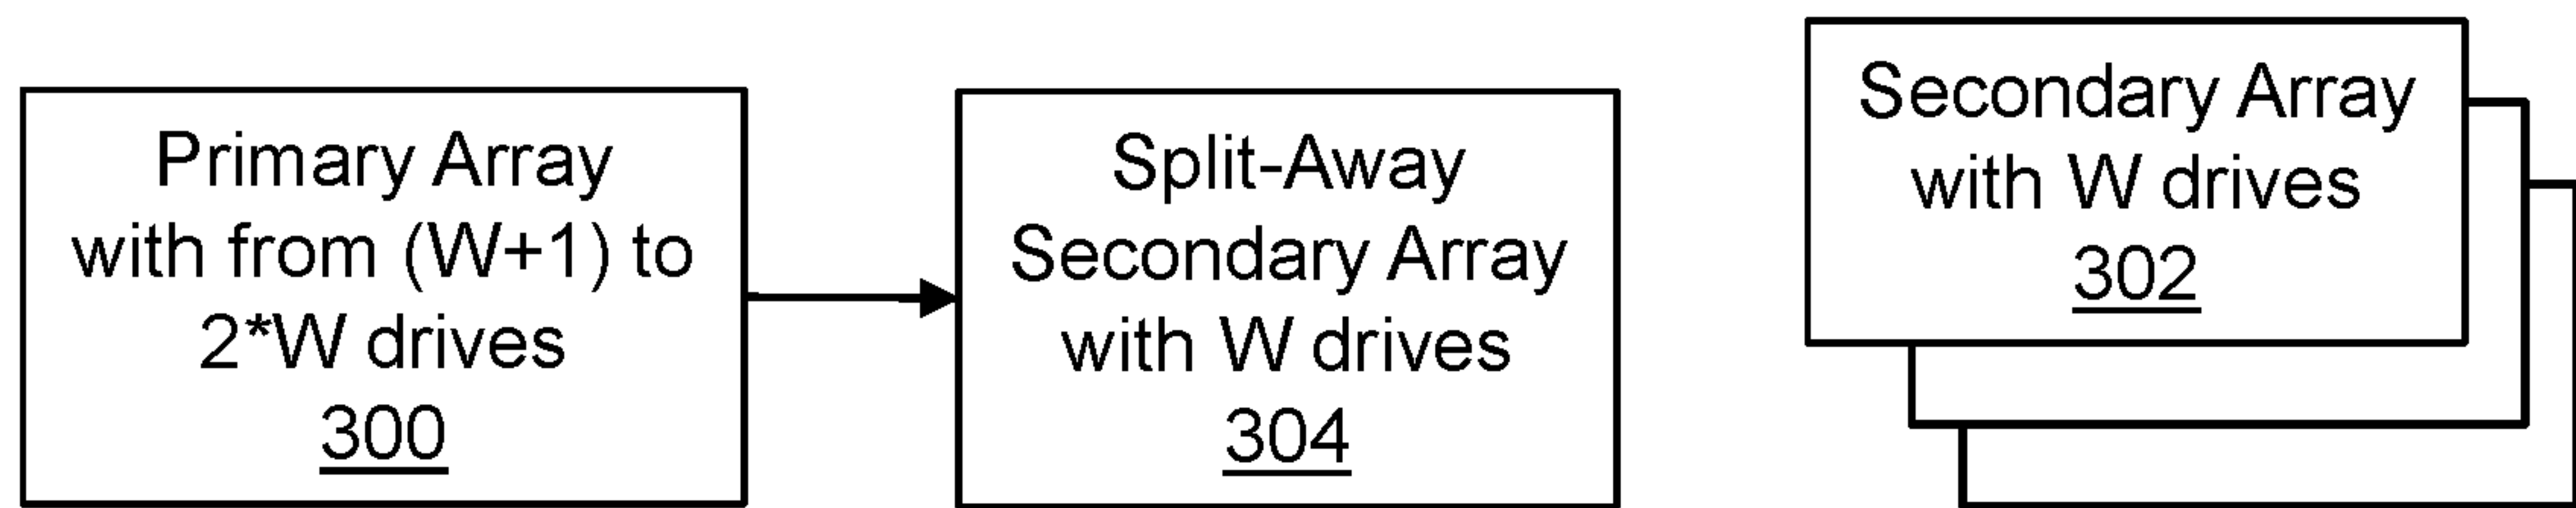 Primary Array
with from (W+1) to
2*W drives
300
Split-Away
Secondary Array
with W drives
304
Secondary Array
with W drives
302